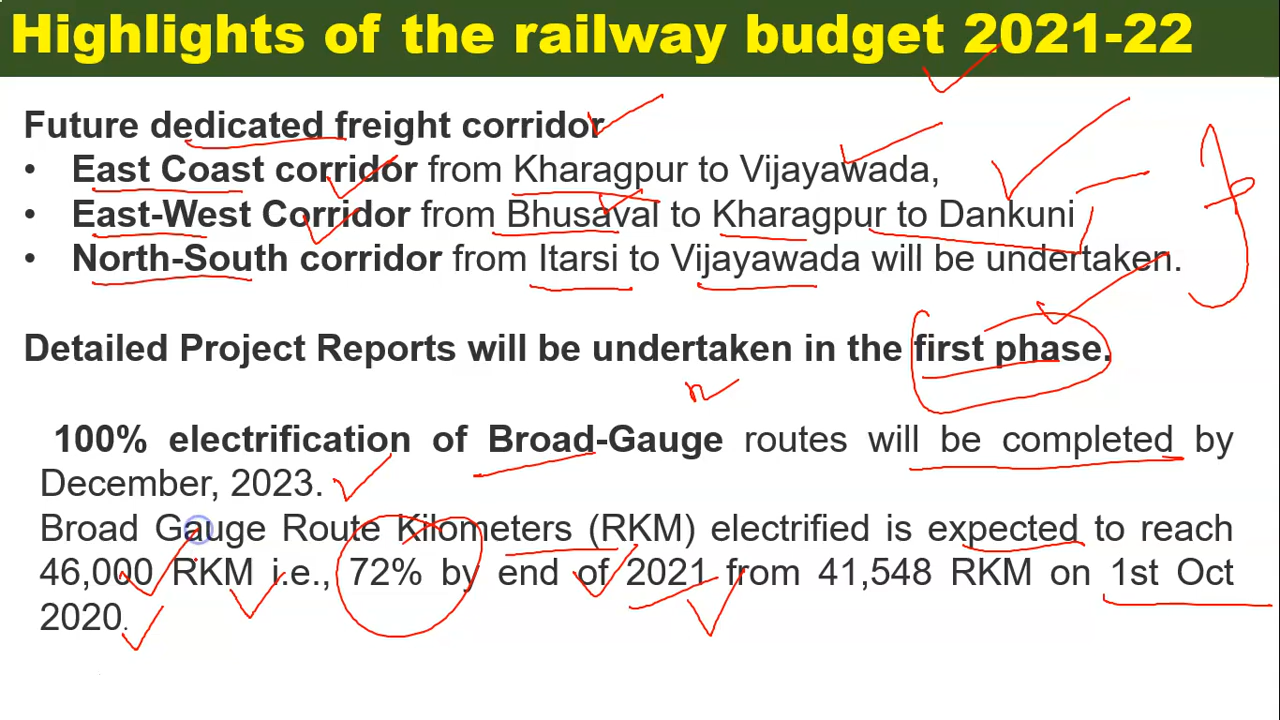 Highlights of the railway budget 2021-22
Future dedicated freight corridor
• East Coast corridor from Kharagpur to Vijayawada,
• East-West Corridor from Bhusaval to Kharagpur to Dankuni
• North-South corridor from Itarsi to Vijayawada will be undertaken.
Detailed Project Reports will be undertaken in the first phase.
100% electrification of Broad-Gauge routes will be completed by
December, 2023.
Broad Gauge Route Kilometers (RKM) electrified is expected to reach
46,000 RKM i.e., 72% by end of 2021 from 41,548 RKM on 1st Oct
2020.